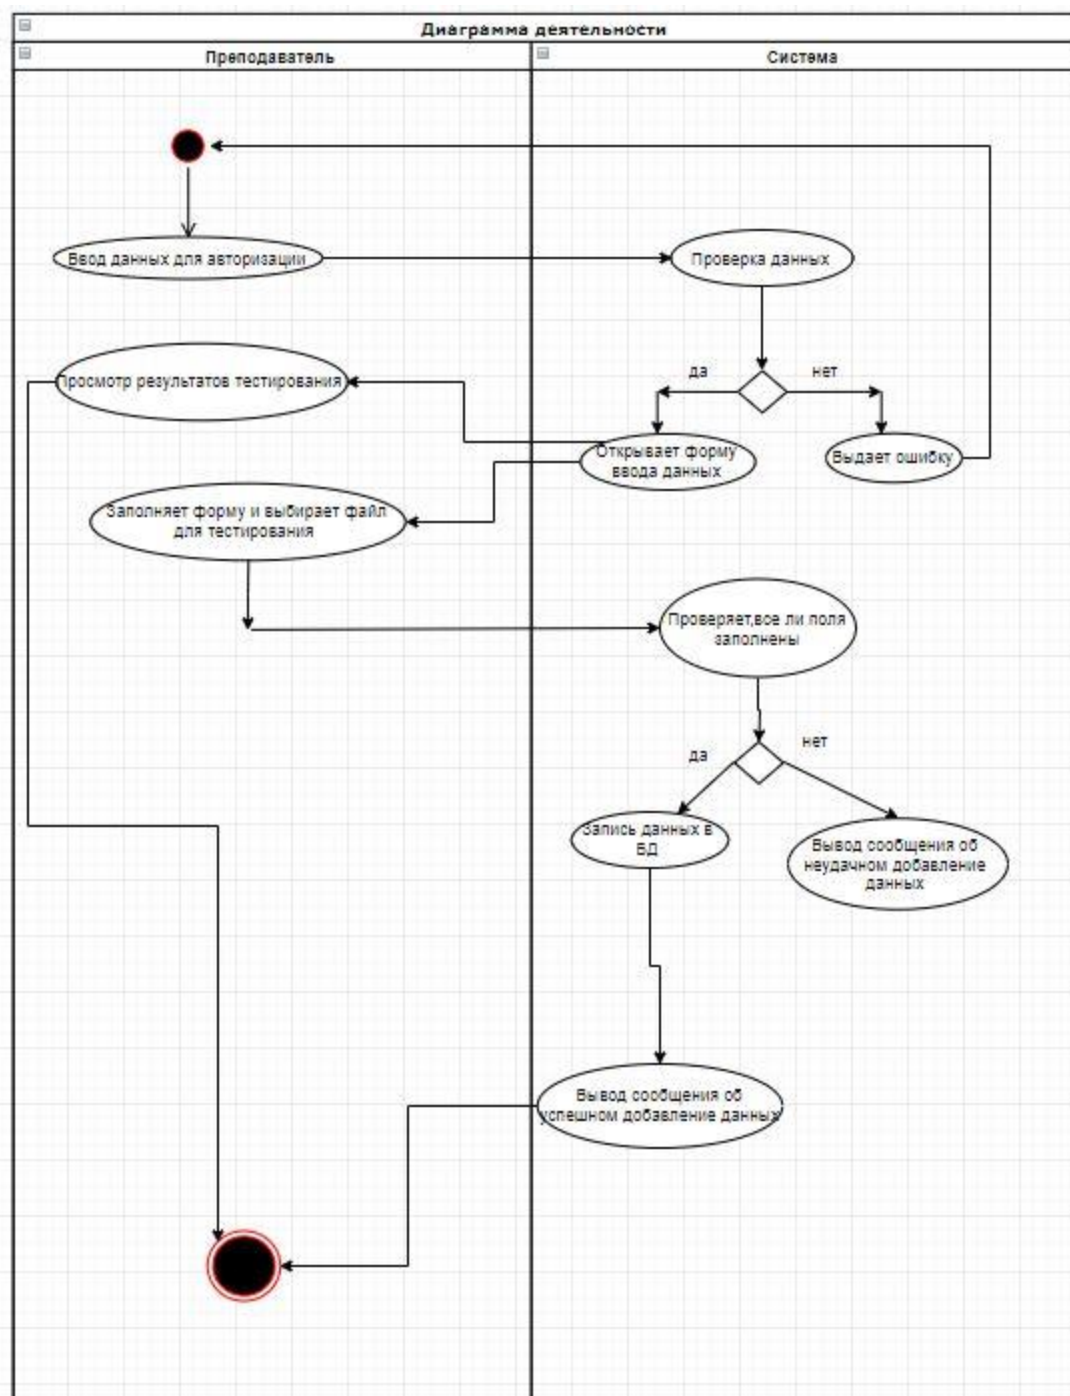 Диаграмма деятельности
Преподаватель
Система
Ввод данных для авторизации
Проверка данных
да
нет
Просмотр результатов тестирования
Открывает форму
ввода данных
Выдает ошибку
Заполняет форму и выбирает файл
для тестирования
Проверяет,все ли поля
заполнены
да
нет
Запись данных в
БД
Вывод сообщения об
неудачном добавление
данных
Вывод сообщения об
успешном добавление данных